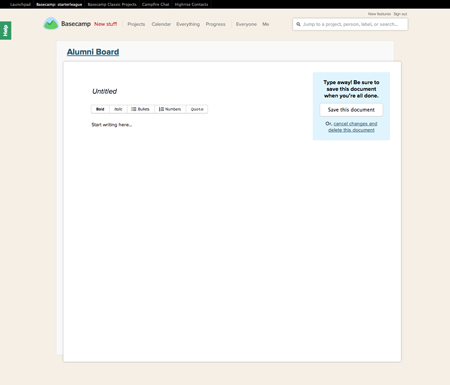 Launchpad Basecamp: starterleague Basecamp Classic Projects Campfire Chat Highrise Contacts
New features Sign out
Help
Basecamp New stuff! Projects Calendar Everything Progress Everyone Me Jump to a project, person, label, or search...
Alumni Board
Type away! Be sure to
save this document
when you're all done.
Untitled
Save this document
Bold Italic Bullets Numbers Quote
Or, cancel changes and
delete this document
Start writing here...